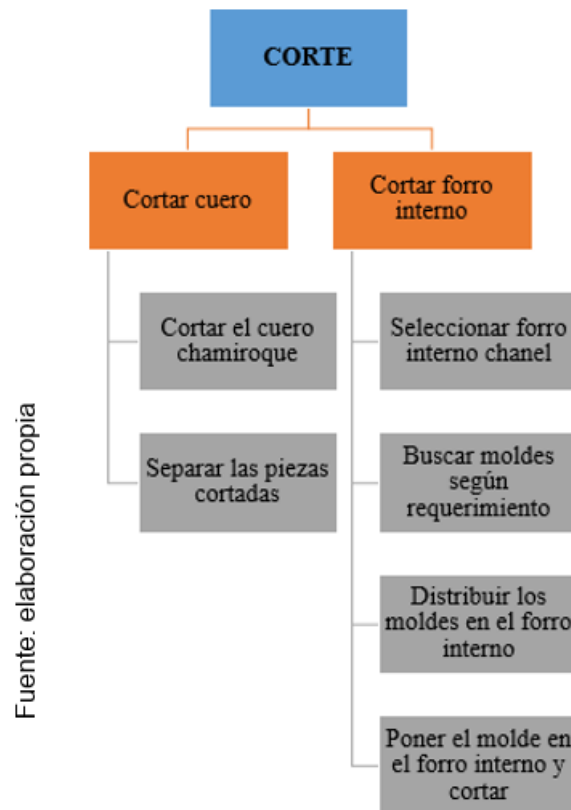 CORTE
Cortar cuero
Cortar forro
interno
Cortar el cuero
chamiroque
Separar las piezas
cortadas
Seleccionar forro
interno chanel
Buscar moldes
según
requerimiento
Distribuir los
moldes en el forro
interno
Poner el molde en
el forro interno y
cortar
Fuente: elaboración propia